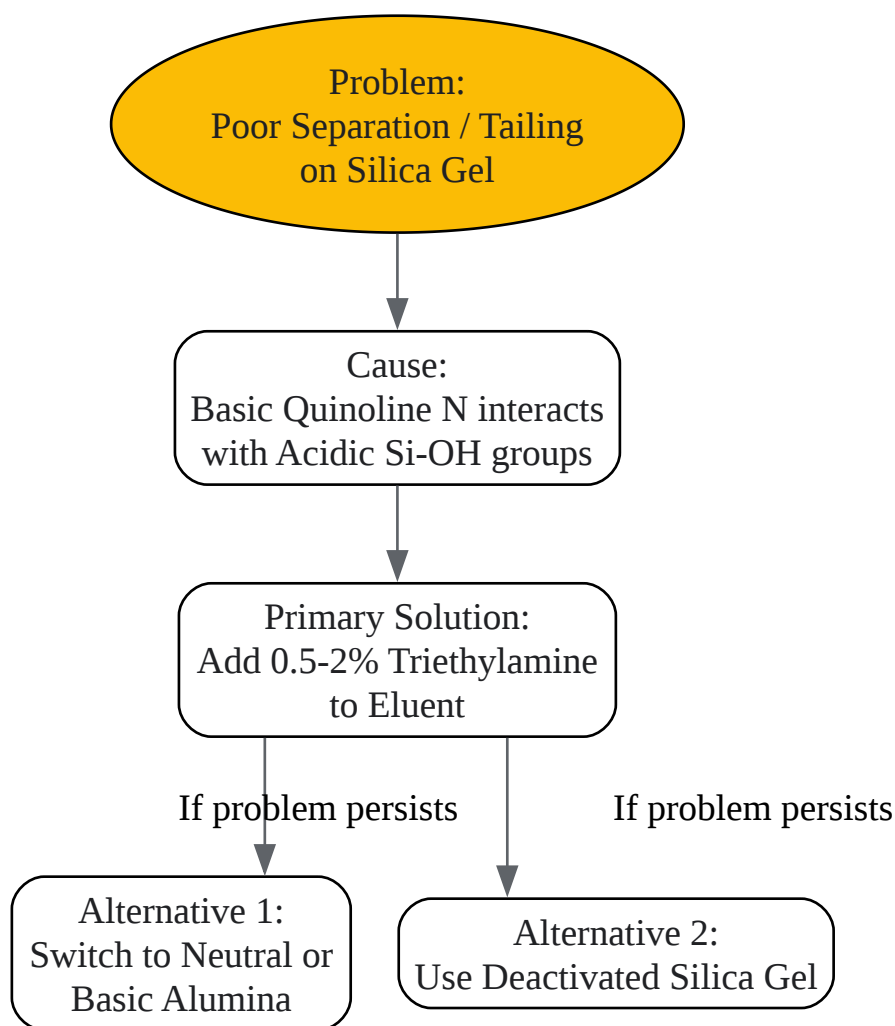 Problem:
Poor Separation / Tailing
on Silica Gel
Cause:
Basic Quinoline N interacts
with Acidic Si-OH groups
Primary Solution:
Add 0.5-2% Triethylamine
to Eluent
If problem persists
If problem persists
Alternative 1:
Switch to Neutral or
Basic Alumina
Alternative 2:
Use Deactivated Silica Gel